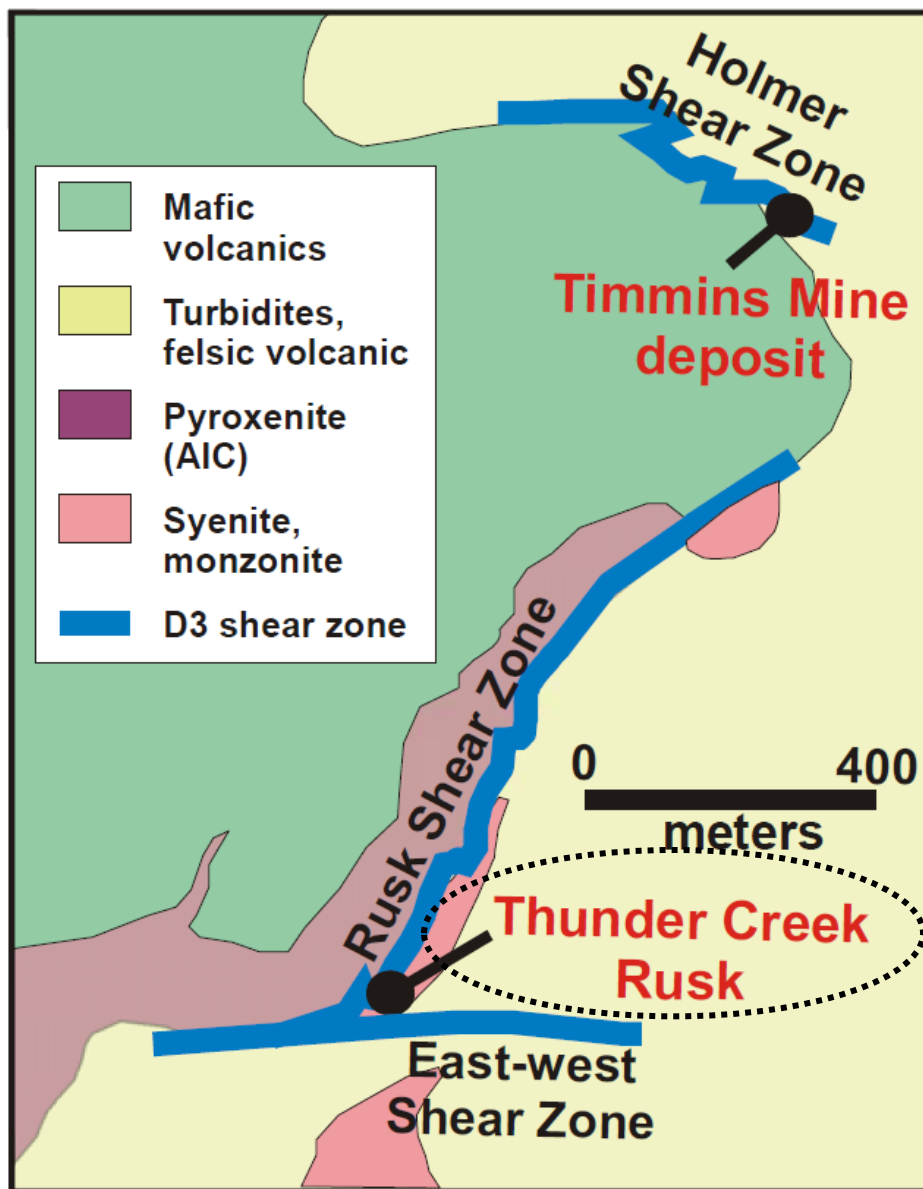 Holmer
Shear Zone
Mafic
volcanics
Turbidites,
felsic volcanic
Pyroxenite
(AIC)
Syenite,
monzonite
D3 shear zone
Timmins Mine
deposit
Rusk Shear Zone
0 400
meters
Thunder Creek
Rusk
East-west
Shear Zone